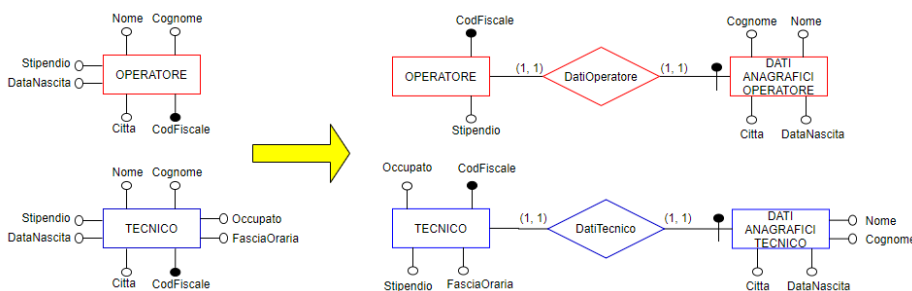 Nome Cognome
Stipendio
DataNascita
OPERATORE
Citta CodFiscale
CodFiscale
OPERATORE
(1, 1)
DatiOperatore
(1, 1)
Stipendio
Cognome Nome
DATI
ANAGRAFICI
OPERATORE
Citta DataNascita
Nome Cognome
Stipendio
DataNascita
TECNICO
Occupato
FasciaOraria
Citta CodFiscale
Occupato CodFiscale
TECNICO
(1, 1)
DatiTecnico
(1, 1)
Stipendio FasciaOraria
DATI
ANAGRAFICI
TECNICO
Nome
Cognome
Citta DataNascita